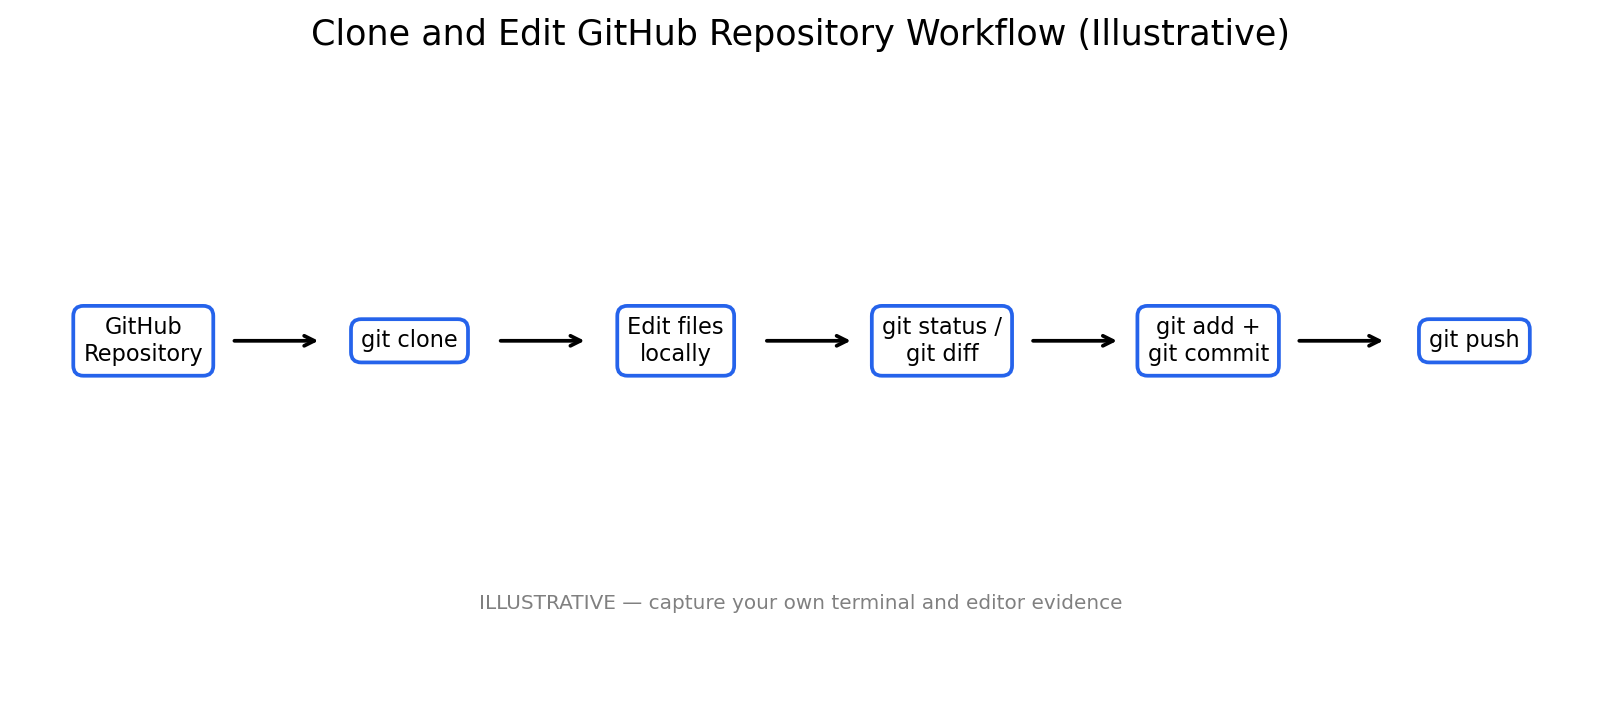 Clone and Edit GitHub Repository Workflow (Illustrative)
GitHub
Repository
git clone
Edit files
locally
git status /
git diff
git add +
git commit
git push
ILLUSTRATIVE — capture your own terminal and editor evidence